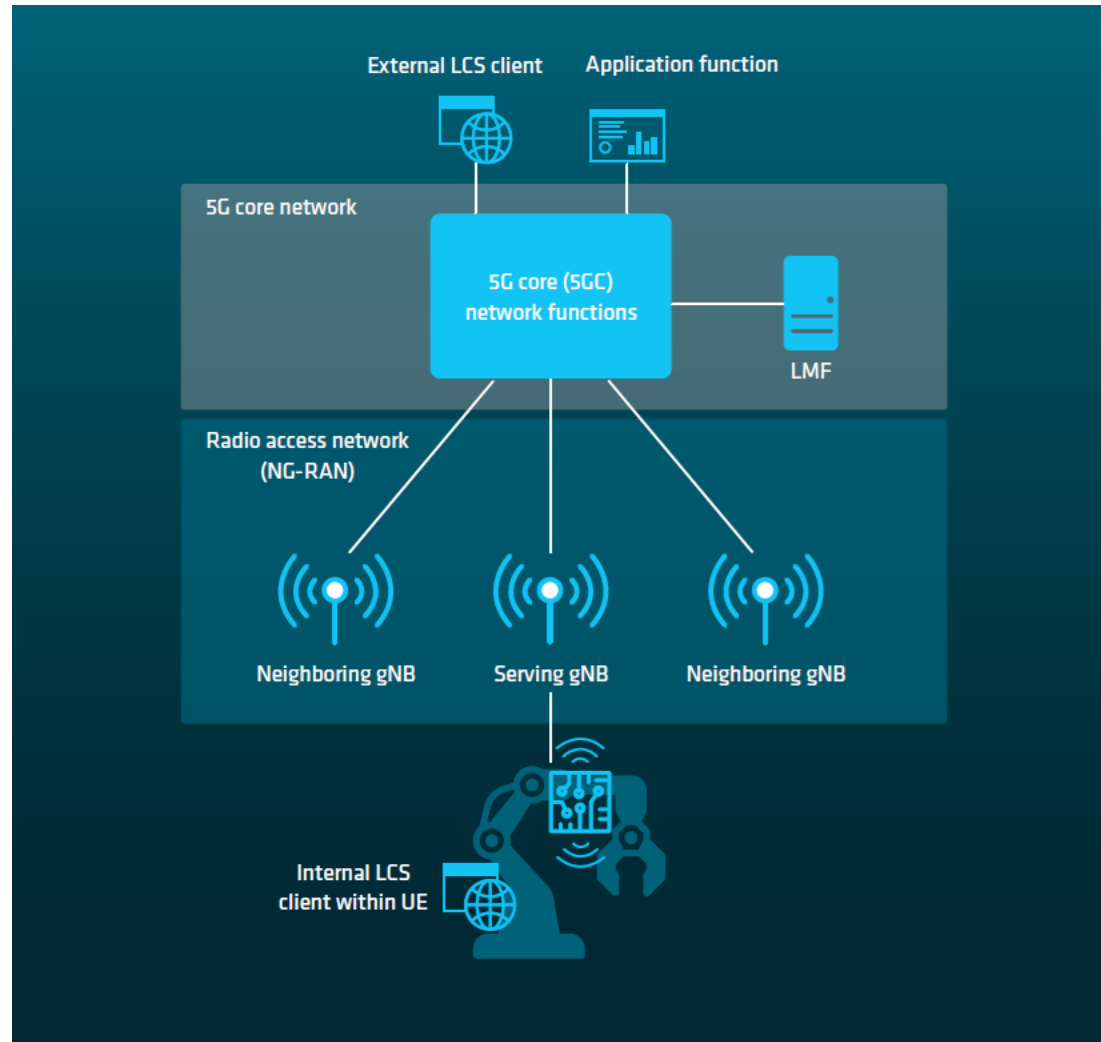 External LCS client
Application function
5G core network
5G core (5GC)
network functions
LMF
Radio access network
(NG-RAN)
Neighboring gNB
Serving gNB
Neighboring gNB
Internal LCS
client within UE